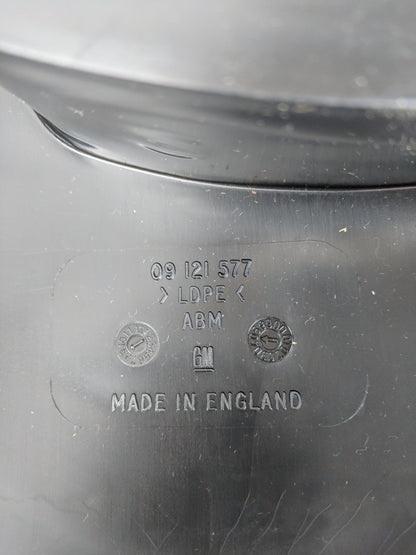 09 121 577
> LDPE <
ABM
GM
MADE IN ENGLAND